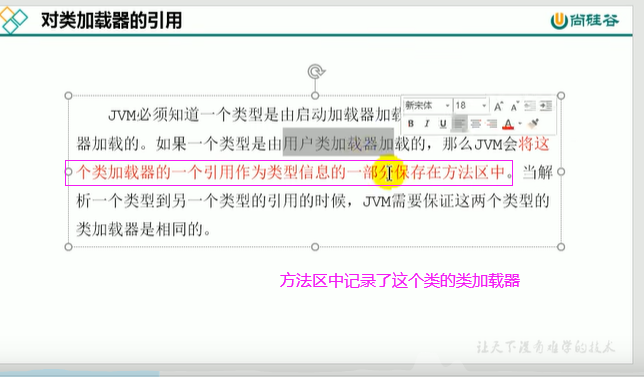 对类加载器的引用
尚硅谷
新宋体 18
B I U A
JVM必须知道一个类型是由启动加载器加载
器加载的。如果一个类型是由用户类加载器加载的，那么JVM会将这
个类加载器的一个引用作为类型信息的一部分保存在方法区中。当解
析一个类型到另一个类型的引用的时候，JVM需要保证这两个类型的
类加载器是相同的。
方法区中记录了这个类的类加载器
让天下没有难学的技术